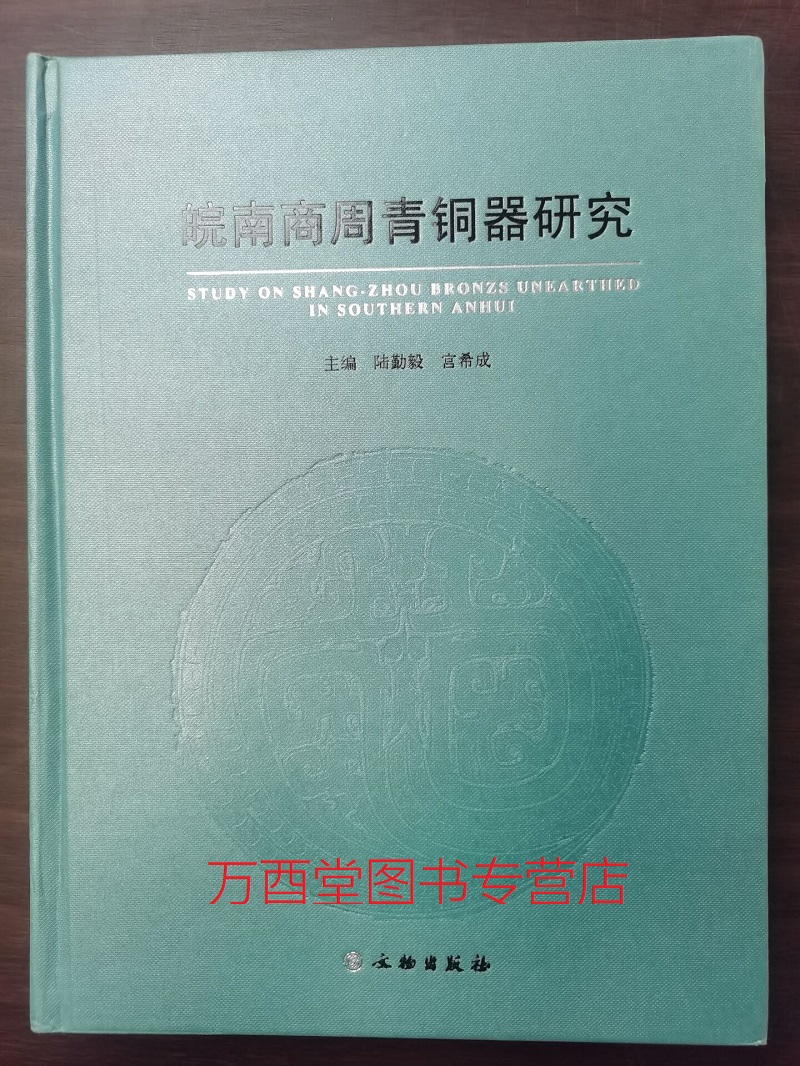 皖南商周青铜器研究
STUDY ON SHANG-ZHOU BRONZS UNEARTHED
IN SOUTHERN ANHUI
主编 陆勤毅 宫希成
万酉堂图书专营店
文物出版社